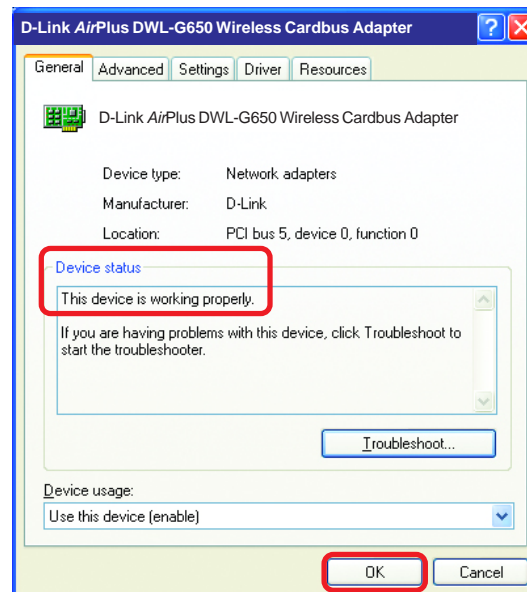 D-Link AirPlus DWL-G650 Wireless Cardbus Adapter
General Advanced Settings Driver Resources
D-Link AirPlus DWL-G650 Wireless Cardbus Adapter
Device type: Network adapters
Manufacturer: D-Link
Location: PCI bus 5, device 0, function 0
Device status
This device is working properly.
If you are having problems with this device, click Troubleshoot to
start the troubleshooter.
Troubleshoot...
Device usage:
Use this device (enable)
OK Cancel